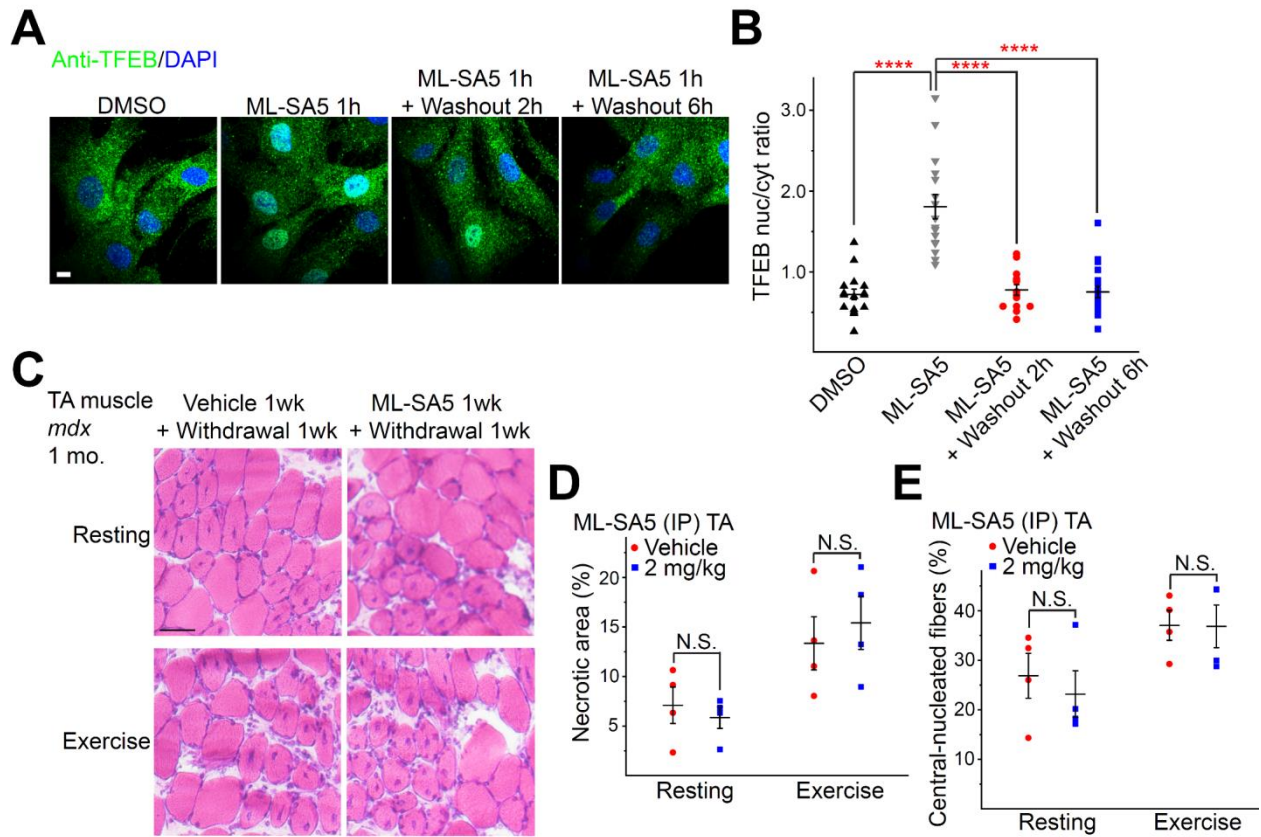 A
Anti-TFEB/DAPI
DMSO
ML-SA5 1h
ML-SA5 1h
+ Washout 2h
ML-SA5 1h
+ Washout 6h
B
****
****
****
TFEB nuc/cyt ratio
3.0
2.0
1.0
DMSO
ML-SA5
ML-SA5
+ Washout 2h
ML-SA5
+ Washout 6h
C
TA muscle
mdx
1 mo.
Vehicle 1wk
+ Withdrawal 1wk
ML-SA5 1wk
+ Withdrawal 1wk
Resting
Exercise
D
ML-SA5 (IP) TA
Vehicle
2 mg/kg
N.S.
N.S.
Necrotic area (%)
20
15
10
5
Resting
Exercise
E
ML-SA5 (IP) TA
Vehicle
2 mg/kg
N.S.
N.S.
Central-nucleated fibers (%)
40
30
20
10
Resting
Exercise